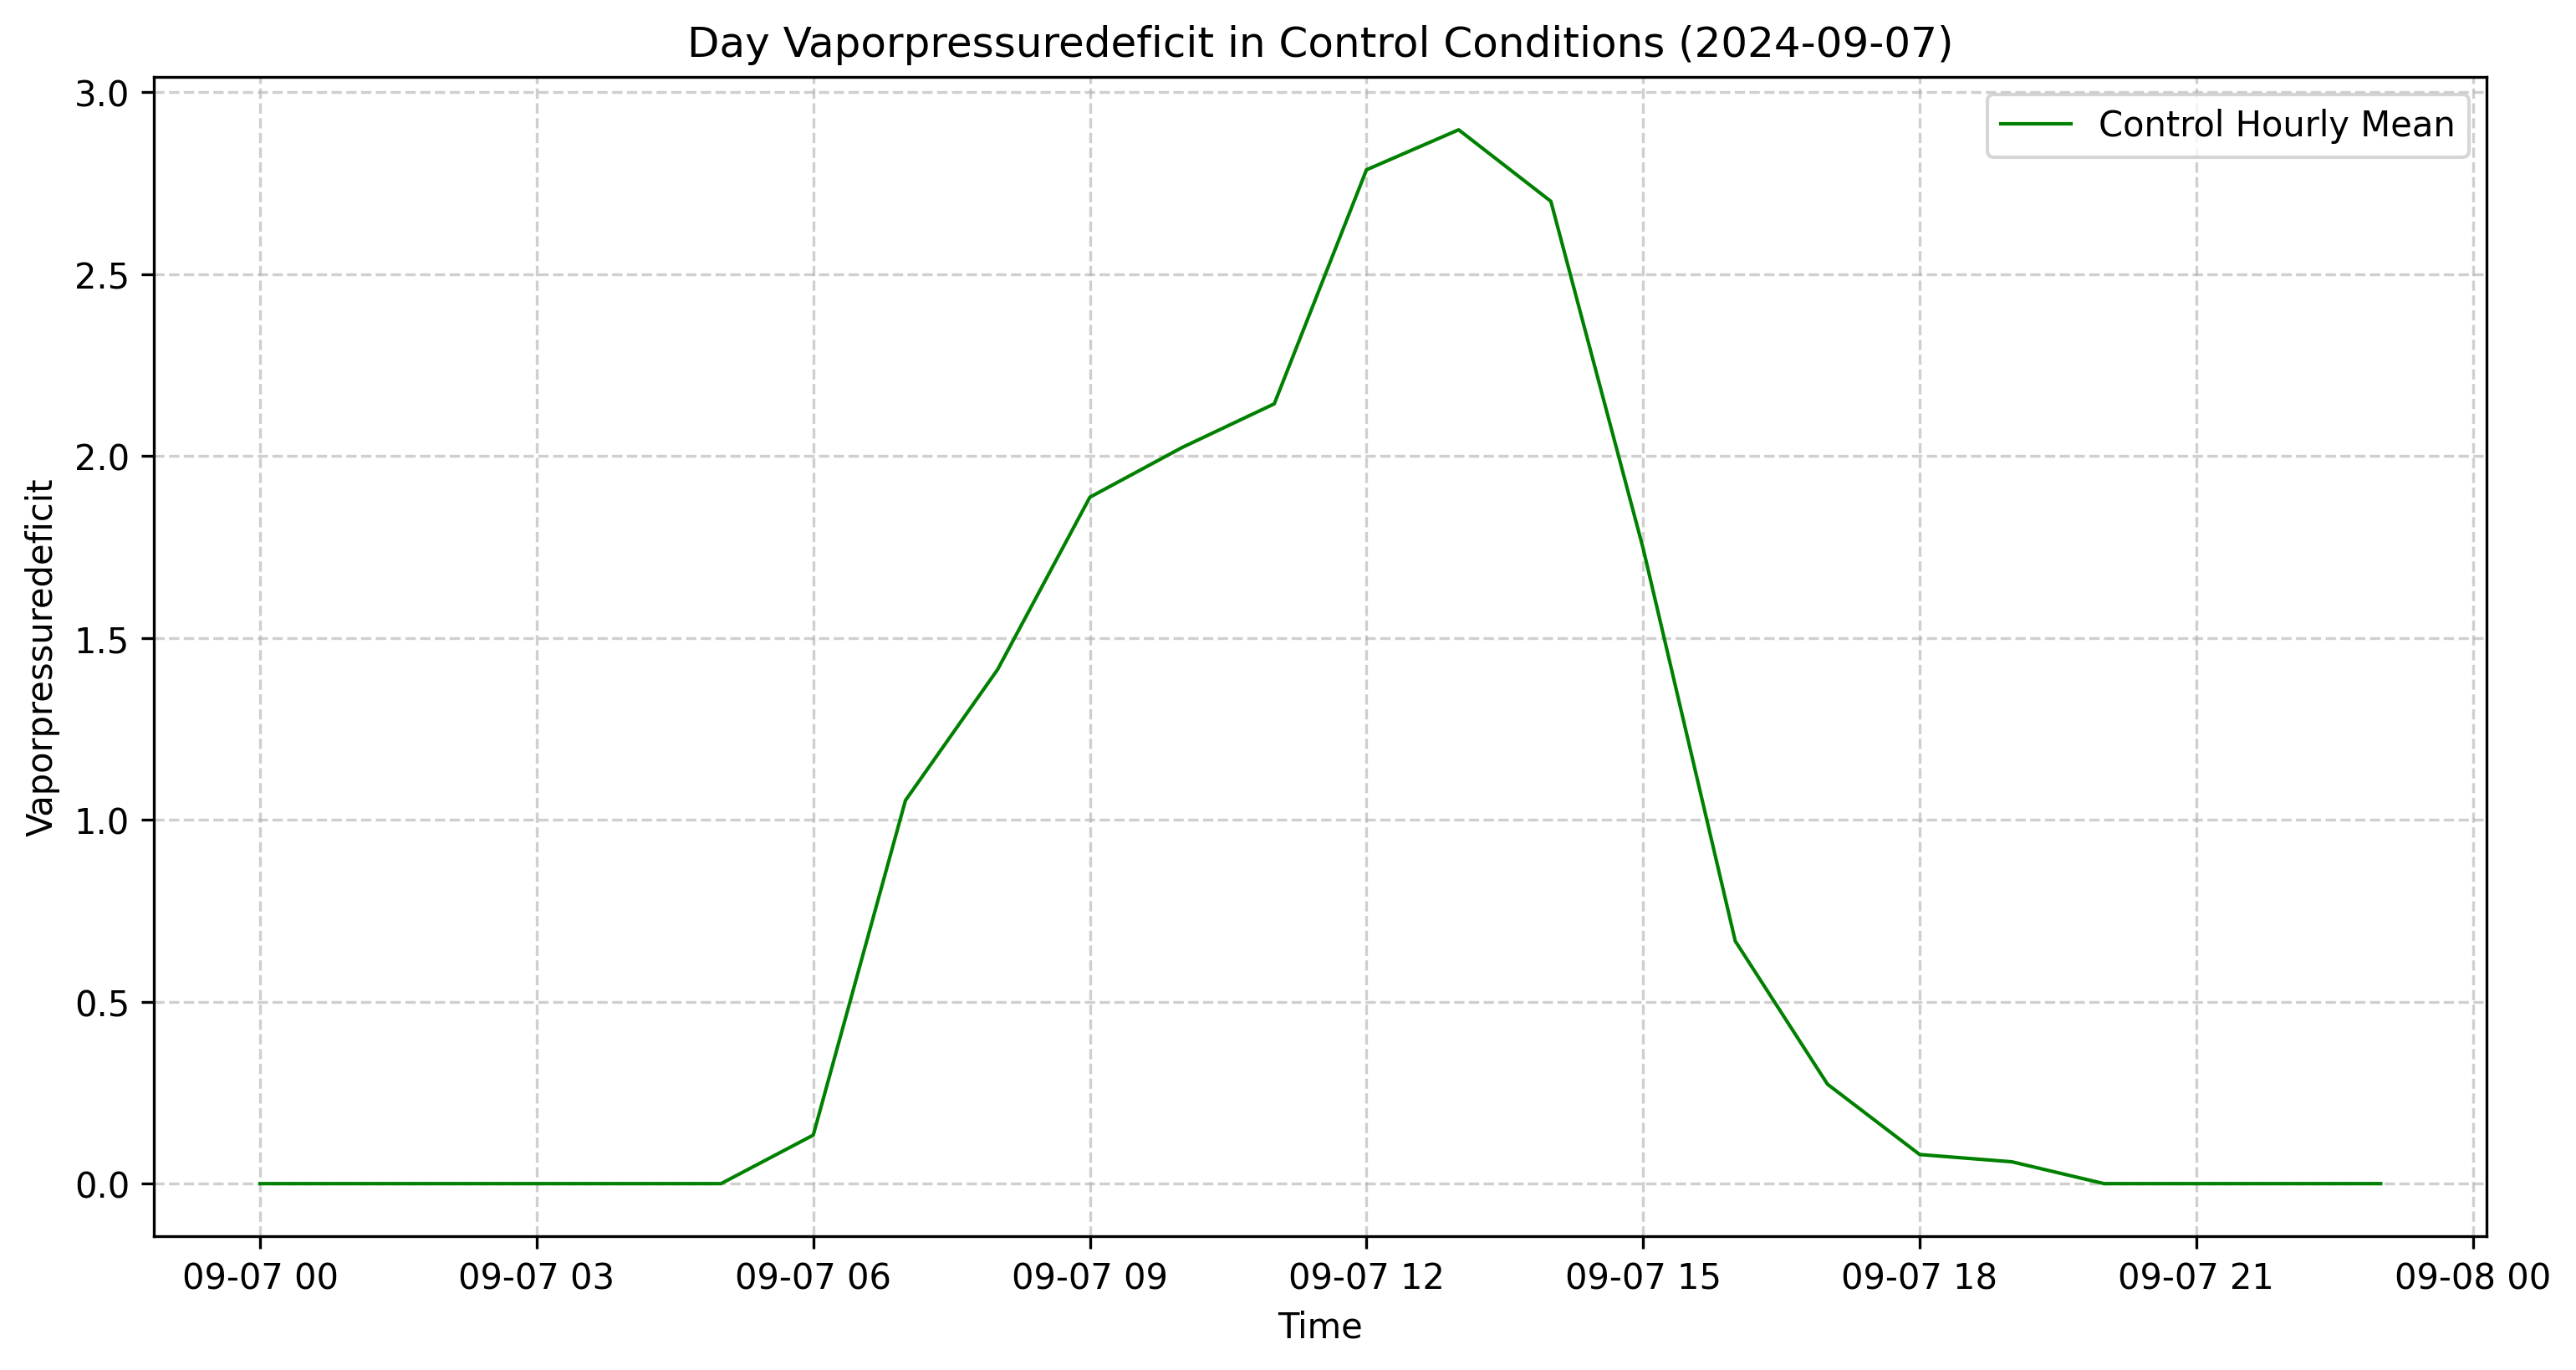 Day Vaporpressuredeficit in Control Conditions (2024-09-07)
Control Hourly Mean
Vaporpressuredeficit
3.0
2.5
2.0
1.5
1.0
0.5
0.0
09-07 00 09-07 03 09-07 06 09-07 09 09-07 12 09-07 15 09-07 18 09-07 21 09-08 00
Time